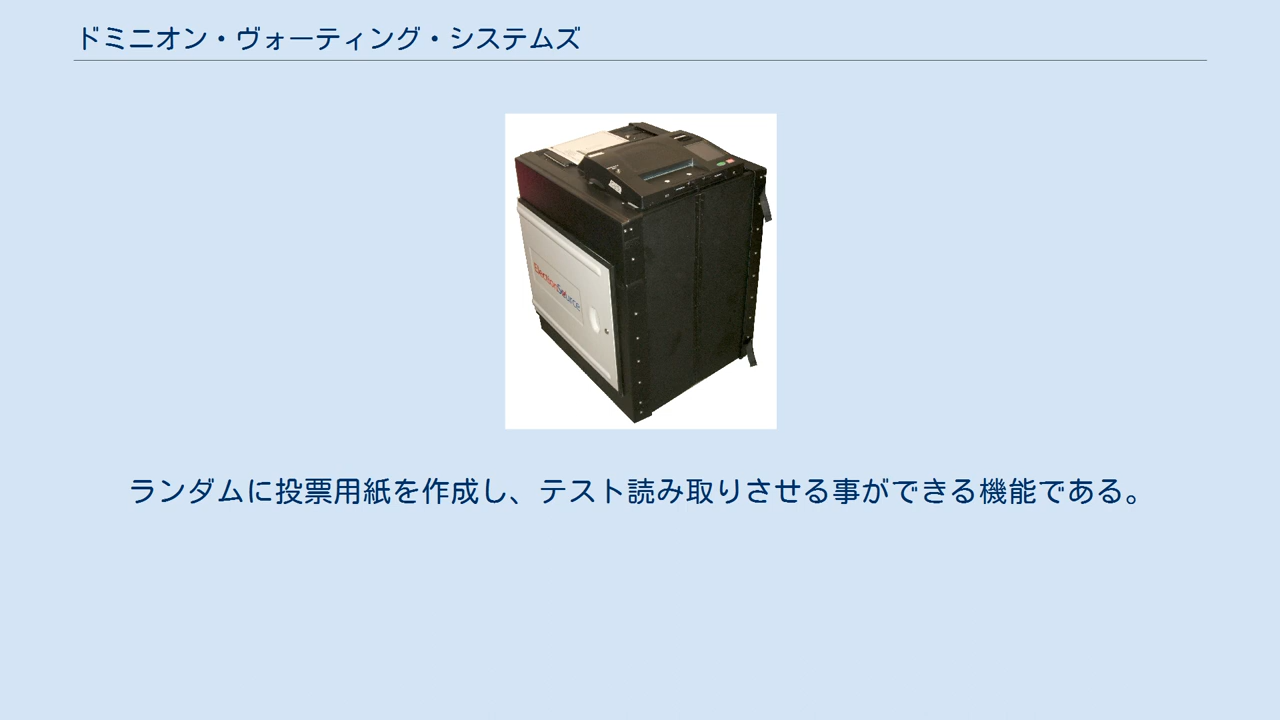 ドミニオン・ヴォーティング・システムズ
ElectionSource
ランダムに投票用紙を作成し、テスト読み取りさせる事ができる機能である。